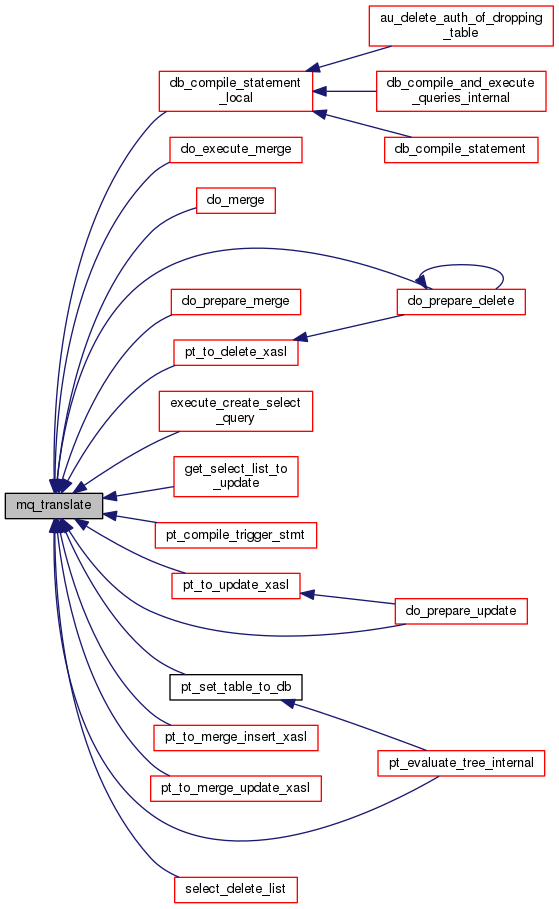 au_delete_auth_of_dropping
_table
db_compile_statement
_local
db_compile_and_execute
_queries_internal
db_compile_statement
do_execute_merge
do_merge
do_prepare_merge
do_prepare_delete
pt_to_delete_xasl
execute_create_select
_query
get_select_list_to
_update
mq_translate
pt_compile_trigger_stmt
pt_to_update_xasl
do_prepare_update
pt_set_table_to_db
pt_to_merge_insert_xasl
pt_evaluate_tree_internal
pt_to_merge_update_xasl
select_delete_list